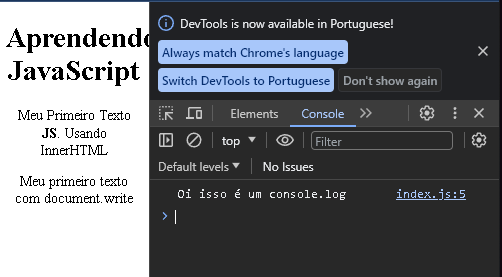 Aprendendo
JavaScript
Meu Primeiro Texto
JS. Usando
InnerHTML
Meu primeiro texto
com document.write
DevTools is now available in Portuguese!
Always match Chrome's language
Switch DevTools to Portuguese
Don't show again
Elements
Console
top
Filter
Default levels
No Issues
Oi isso é um console.log
index.js:5